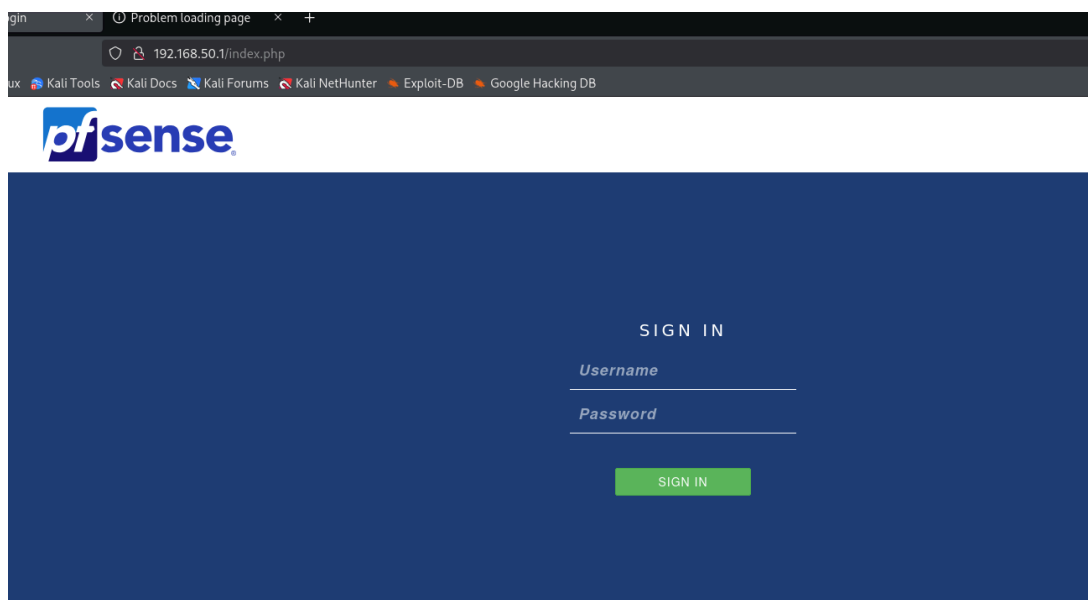 gin × Problem loading page × +
192.168.50.1/index.php
ux Kali Tools Kali Docs Kali Forums Kali NetHunter Exploit-DB Google Hacking DB
pfsense
SIGN IN
Username
Password
SIGN IN